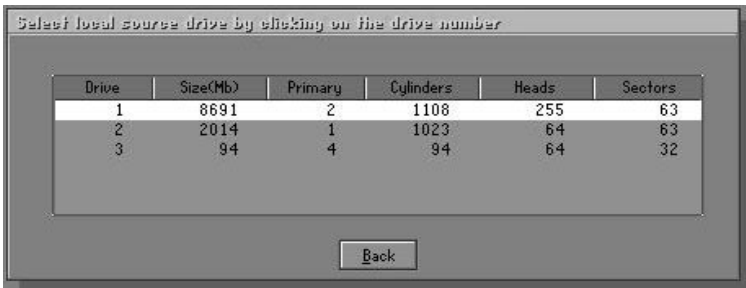 Select local source drive by clicking on the drive number
Drive Size(Mb) Primary Cylinders Heads Sectors
1 8691 2 1108 255 63
2 2014 1 1023 64 63
3 94 4 94 64 32
Back